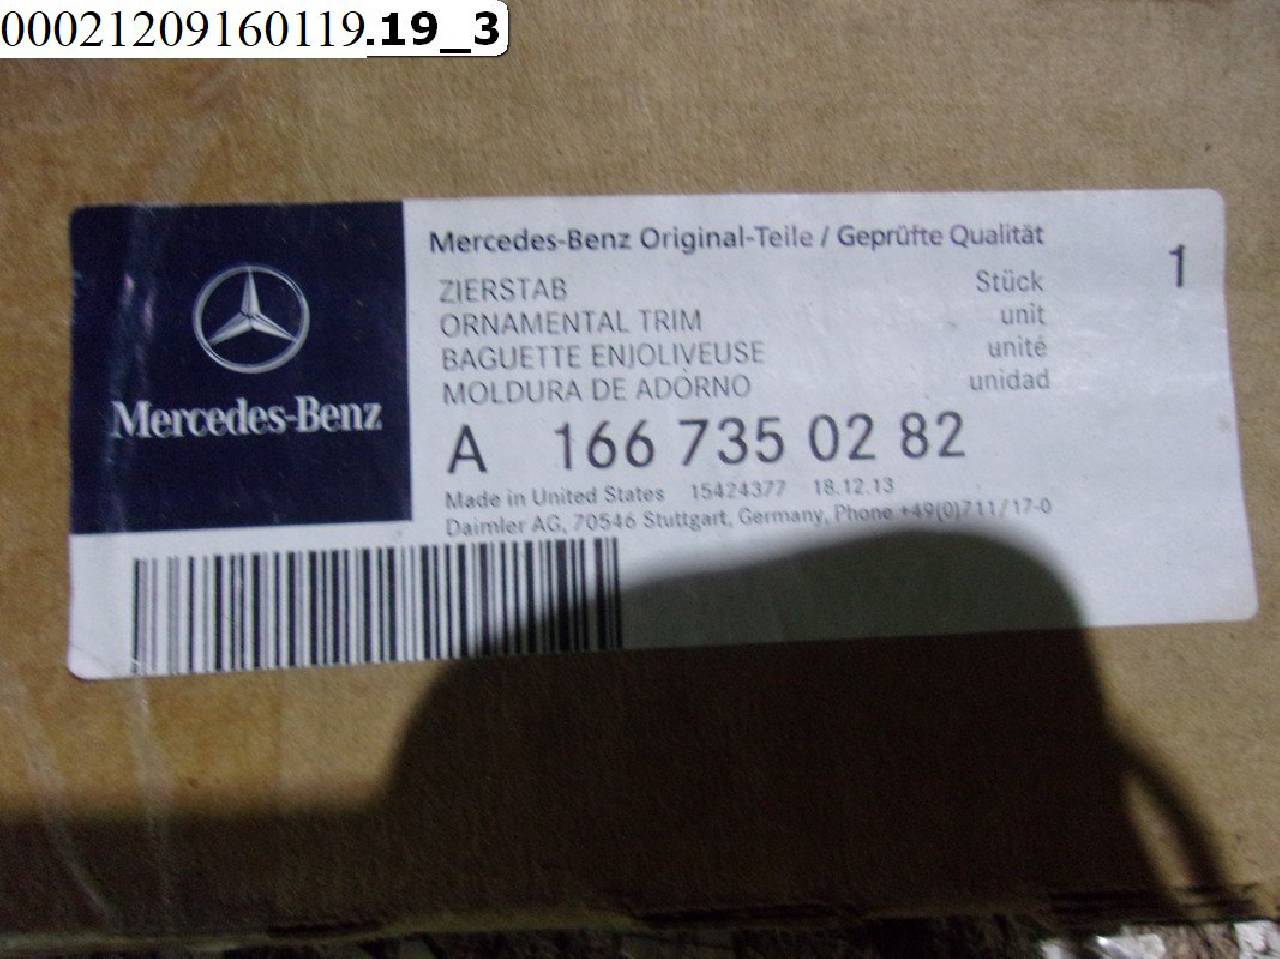 00021209160119.19_3
Mercedes-Benz Original-Teile / Geprüfte Qualität
1
ZIERSTAB Stück
ORNAMENTAL TRIM unit
BAGUETTE ENJOLIVEUSE unité
MOLDURA DE ADORNO unidad
Mercedes-Benz
A 166 735 02 82
Made in United States 15424377 18.12.13
Daimler AG, 70546 Stuttgart, Germany, Phone +49(0)711/17-0